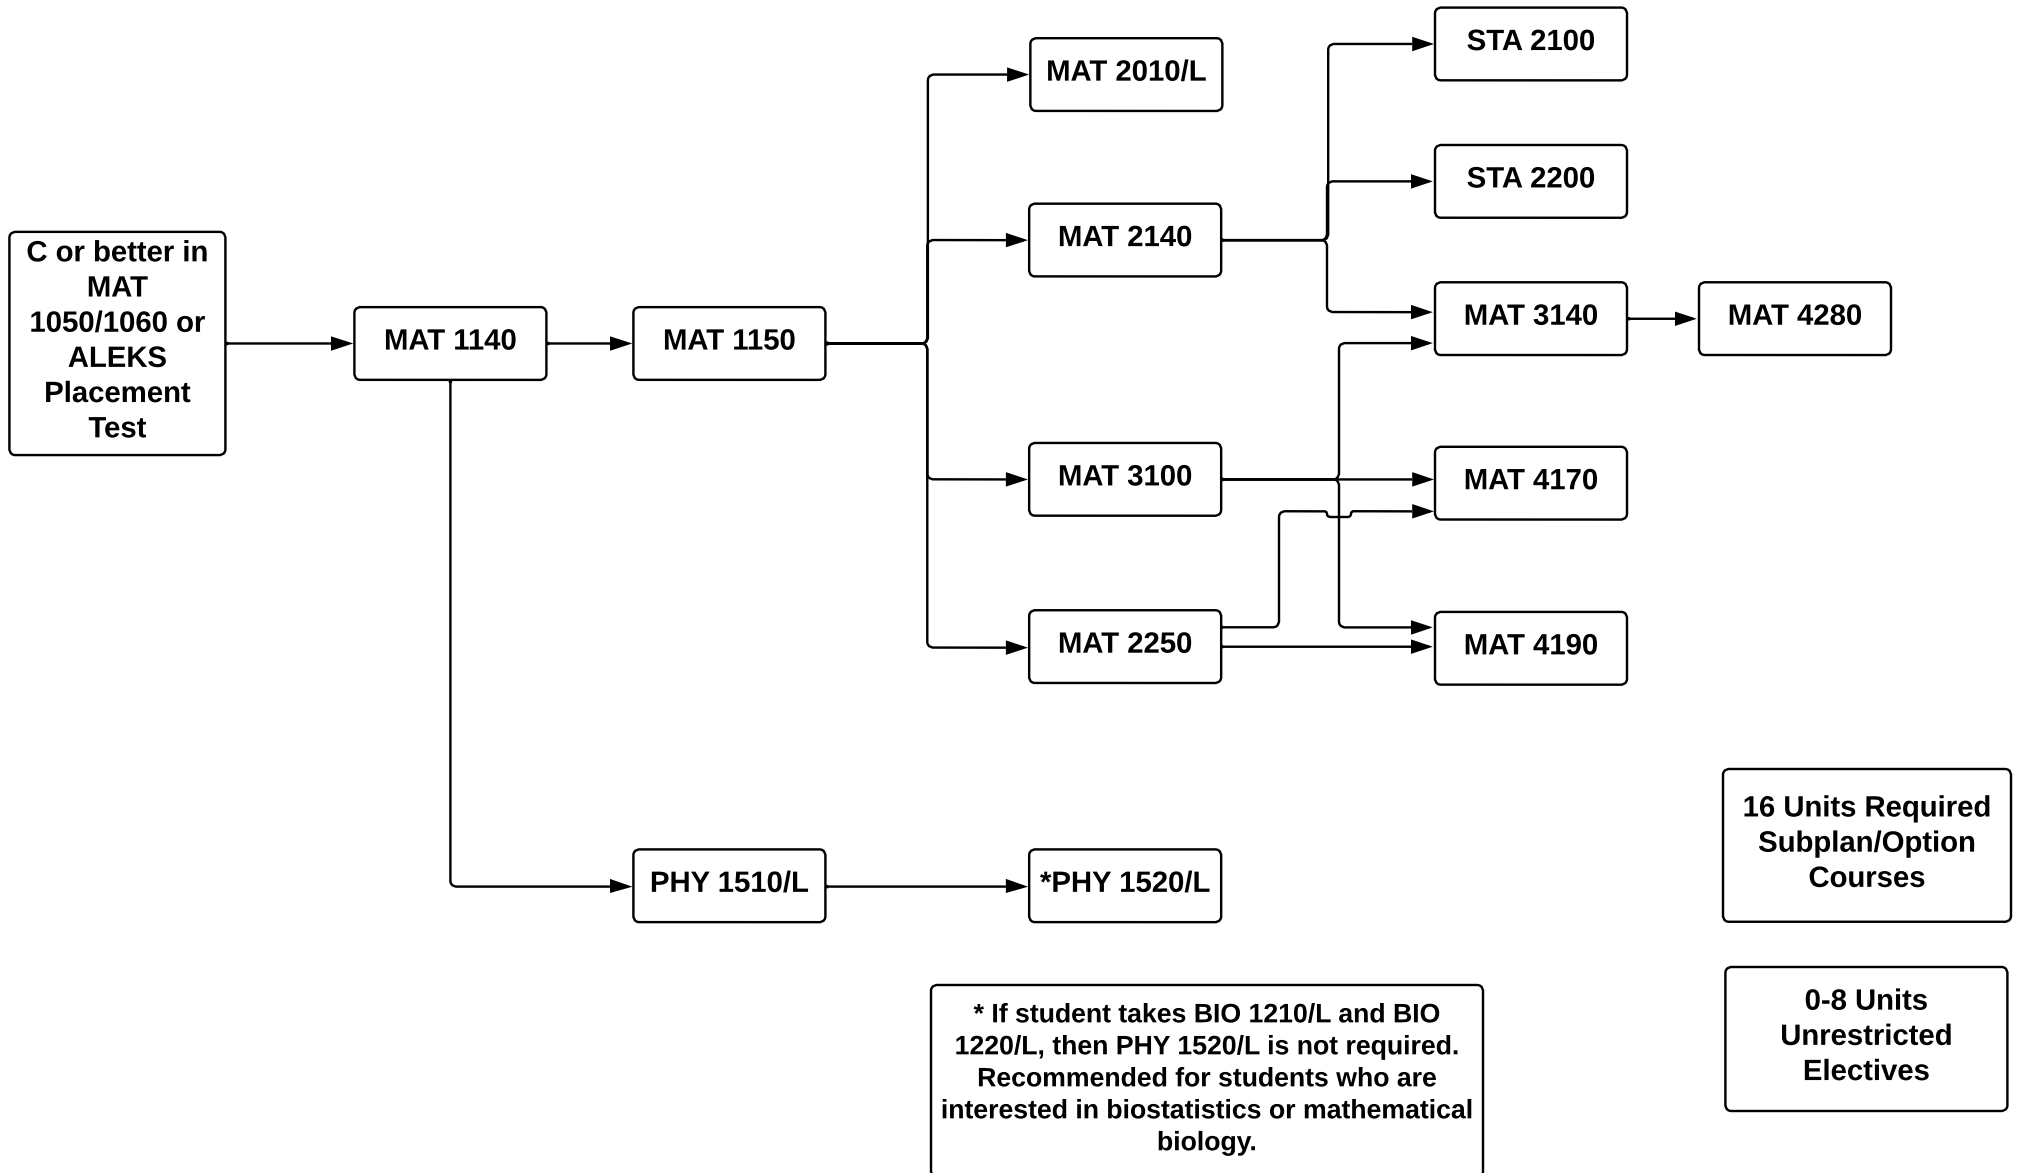 STA 2100
MAT 2010/L
STA 2200
MAT 2140
C or better in
MAT
1050/1060 or
ALEKS
Placement
Test
MAT 1140
MAT 1150
MAT 3140
MAT 4280
MAT 3100
MAT 4170
MAT 2250
MAT 4190
16 Units Required
Subplan/Option
Courses
PHY 1510/L
*PHY 1520/L
0-8 Units
Unrestricted
Electives
* If student takes BIO 1210/L and BIO
1220/L, then PHY 1520/L is not required.
Recommended for students who are
interested in biostatistics or mathematical
biology.